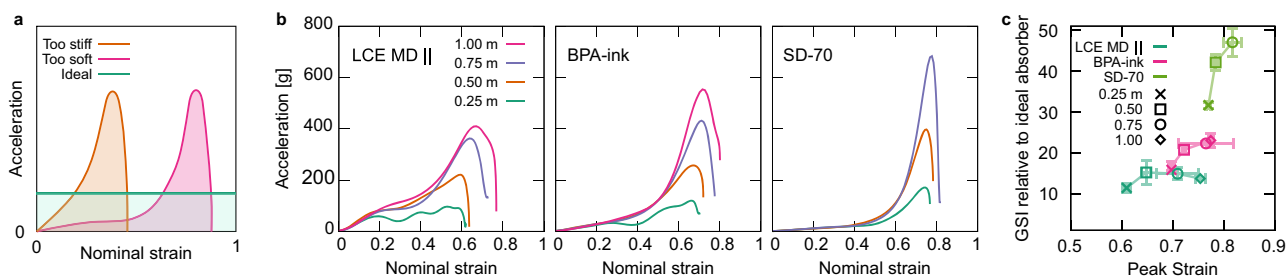 a
Acceleration
Too stiff
Too soft
Ideal
0
0
1
Nominal strain
b
Acceleration [g]
800
600
400
200
0
LCE MD ||
1.00 m
0.75 m
0.50 m
0.25 m
0 0.2 0.4 0.6 0.8 1
Nominal strain
BPA-ink
0 0.2 0.4 0.6 0.8 1
Nominal strain
SD-70
0 0.2 0.4 0.6 0.8 1
Nominal strain
c
GSI relative to ideal absorber
50
40
30
20
10
LCE MD ||
BPA-ink
SD-70
0.25 m
0.50
0.75
1.00
0.5 0.6 0.7 0.8 0.9
Peak Strain